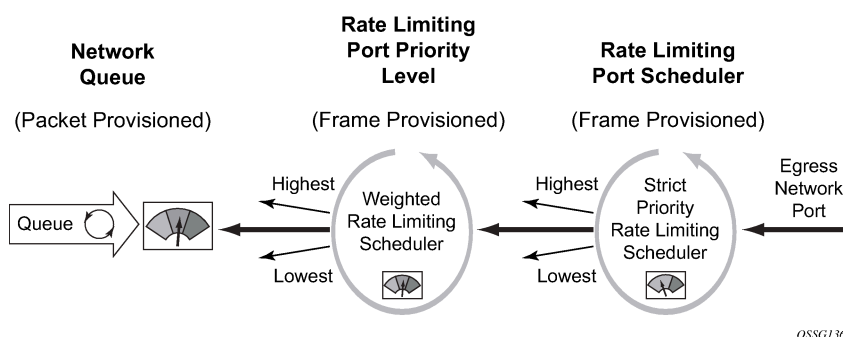 Network
Queue
(Packet Provisioned)
Rate Limiting
Port Priority
Level
(Frame Provisioned)
Rate Limiting
Port Scheduler
(Frame Provisioned)
Queue
Highest
Lowest
Weighted
Rate Limiting
Scheduler
Highest
Lowest
Strict
Priority
Rate Limiting
Scheduler
Egress
Network
Port
OSSG136